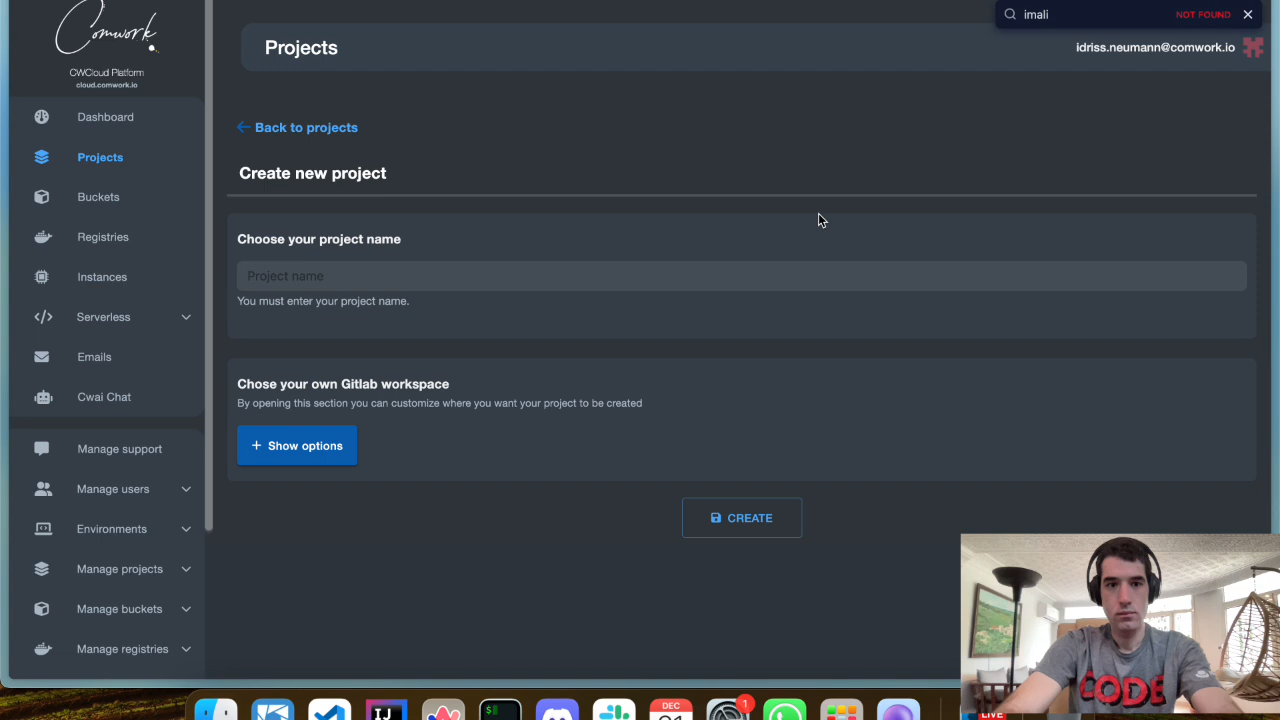 imali
NOT FOUND
Comwork
CWCloud Platform
cloud.comwork.io
Projects
idriss.neumann@comwork.io
Dashboard
Projects
Buckets
Registries
Instances
Serverless
Emails
Cwai Chat
Manage support
Manage users
Environments
Manage projects
Manage buckets
Manage registries
Back to projects
Create new project
Choose your project name
Project name
You must enter your project name.
Chose your own Gitlab workspace
By opening this section you can customize where you want your project to be created
+ Show options
CREATE
CODE
$
IJ
DEC
1
LIVE